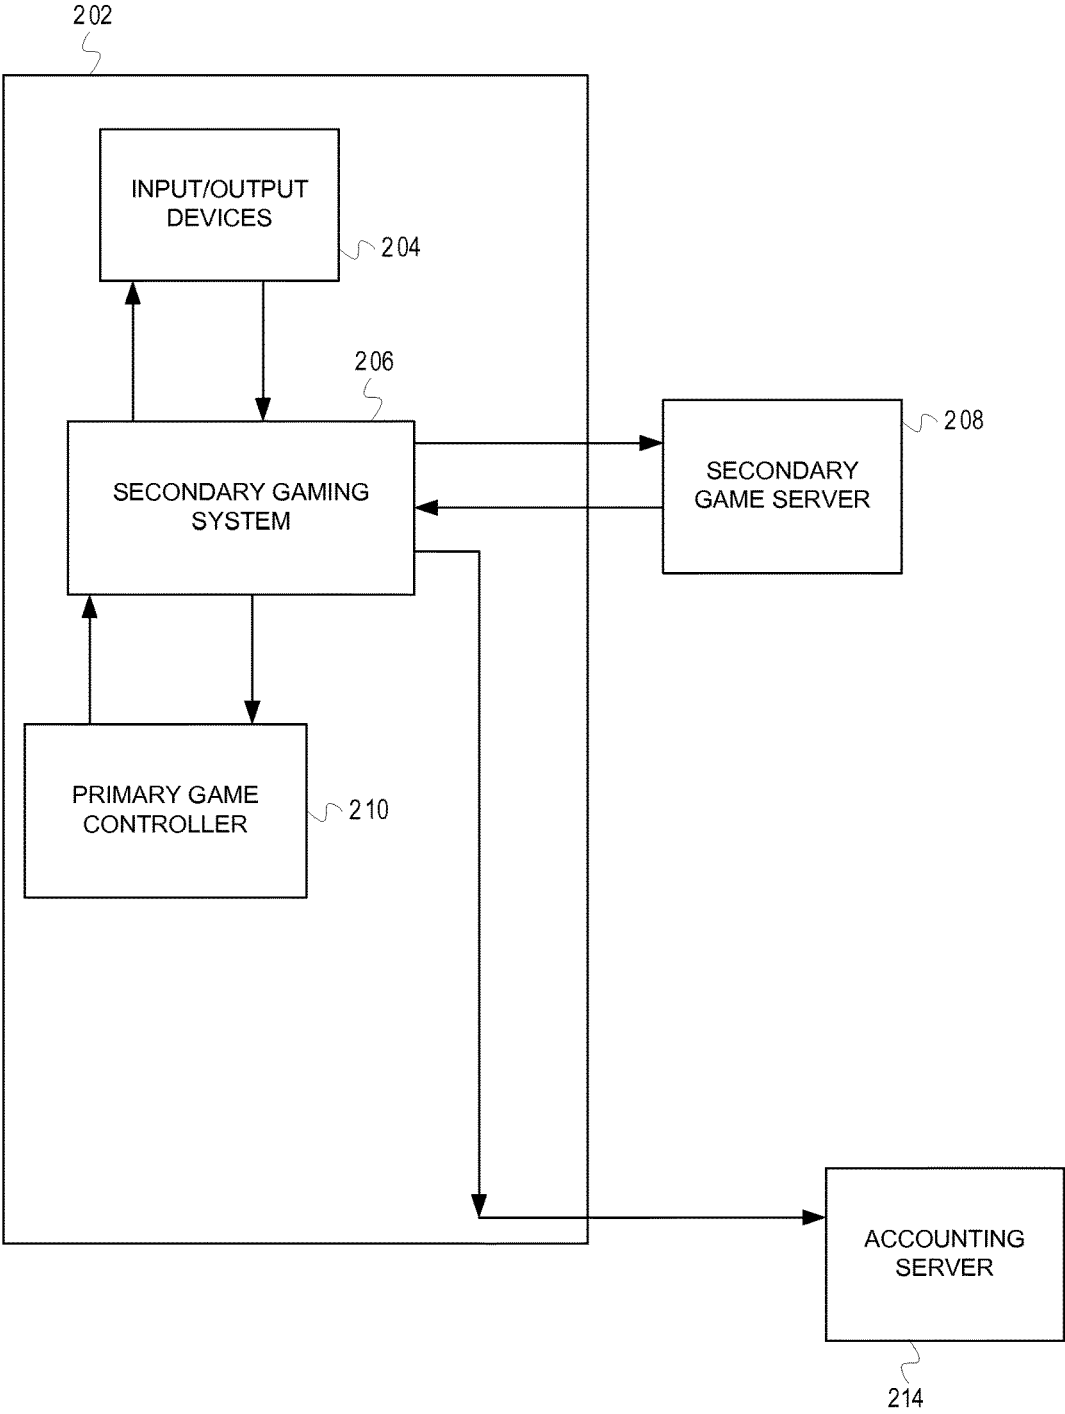 202
INPUT/OUTPUT
DEVICES
204
206
SECONDARY GAMING
SYSTEM
208
SECONDARY
GAME SERVER
PRIMARY GAME
CONTROLLER
210
ACCOUNTING
SERVER
214